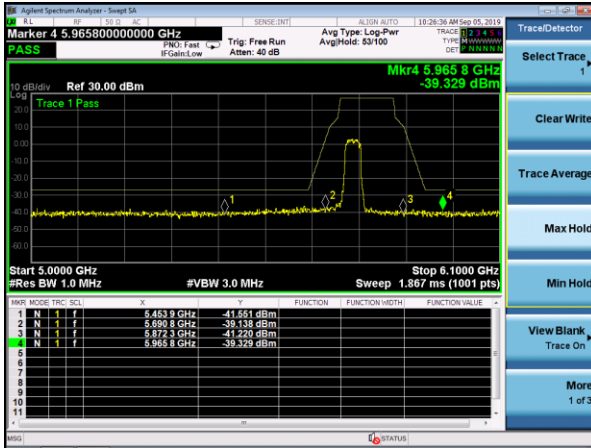 Agilent Spectrum Analyzer - Swept SA
RL RF 50 Ω AC SENSE:INT ALIGN AUTO 10:26:36 AM Sep 05, 2019
Marker 4 5.965800000000 GHz
PNO: Fast
IFGain:Low
Trig: Free Run
Atten: 40 dB
Avg Type: Log-Pwr
Avg|Hold: 53/100
TRACE 1 2 3 4 5 6
TYPE M W W W W W
DET P N N N N N
PASS
Mkr4 5.965 8 GHz
-39.329 dBm
10 dB/div Ref 30.00 dBm
Log
Trace 1 Pass
20.0
10.0
0.00
-10.0
-20.0
-30.0
-40.0
-50.0
-60.0
1
2
3
4
Start 5.0000 GHz Stop 6.1000 GHz
#Res BW 1.0 MHz #VBW 3.0 MHz Sweep 1.867 ms (1001 pts)
MKR MODE TRC SCL X Y FUNCTION FUNCTION WIDTH FUNCTION VALUE
1 N 1 f 5.453 9 GHz -41.551 dBm
2 N 1 f 5.690 8 GHz -39.138 dBm
3 N 1 f 5.872 3 GHz -41.220 dBm
4 N 1 f 5.965 8 GHz -39.329 dBm
5
6
7
8
9
10
11
MSG STATUS
Trace/Detector
Select Trace
1
Clear Write
Trace Average
Max Hold
Min Hold
View Blank
Trace On
More
1 of 3